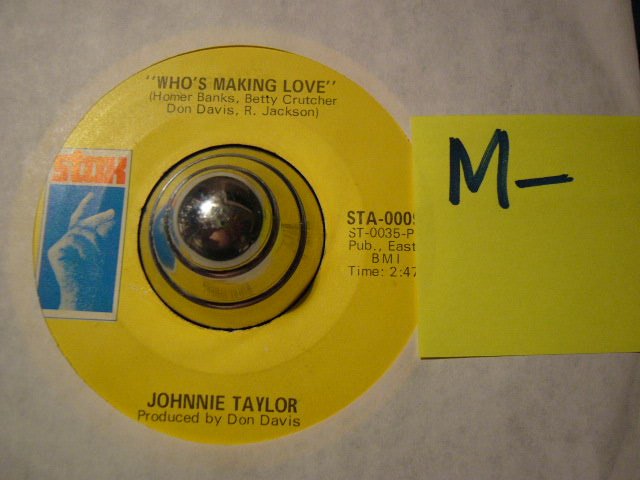 "WHO'S MAKING LOVE"
(Homer Banks, Betty Crutcher
Don Davis, R. Jackson)
stax
STA-0009
ST-0035-P
Pub., East
BMI
Time: 2:47
JOHNNIE TAYLOR
Produced by Don Davis
M-